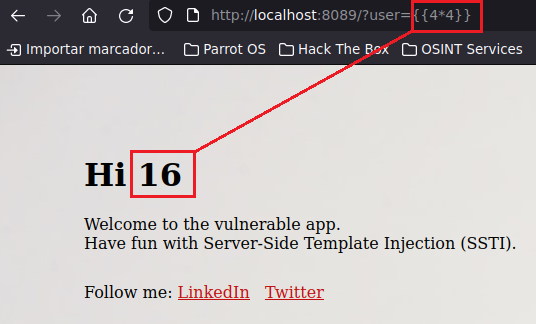 http://localhost:8089/?user={{4*4}}
Importar marcador... Parrot OS Hack The Box OSINT Services
Hi 16
Welcome to the vulnerable app.
Have fun with Server-Side Template Injection (SSTI).
Follow me: LinkedIn Twitter